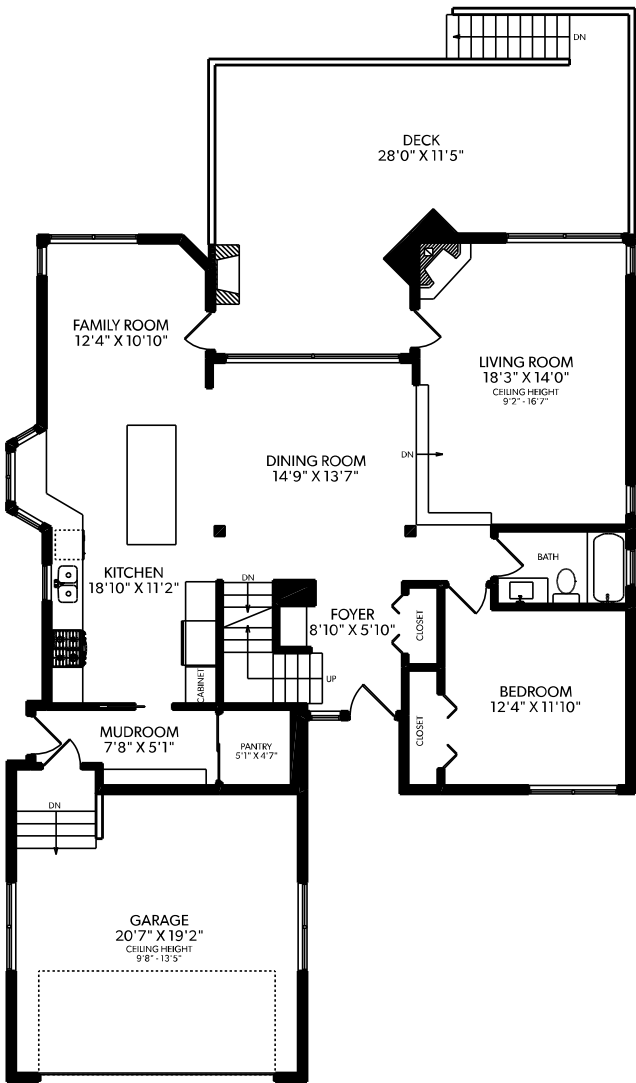 DN
DECK
28'0" X 11'5"
FAMILY ROOM
12'4" X 10'10"
LIVING ROOM
18'3" X 14'0"
CEILING HEIGHT
9'2" - 16'7"
DN
DINING ROOM
14'9" X 13'7"
BATH
KITCHEN
18'10" X 11'2"
DN
FOYER
8'10" X 5'10"
CLOSET
UP
CABINET
BEDROOM
12'4" X 11'10"
CLOSET
MUDROOM
7'8" X 5'1"
PANTRY
5'1" X 4'7"
DN
GARAGE
20'7" X 19'2"
CEILING HEIGHT
9'8" - 13'5"